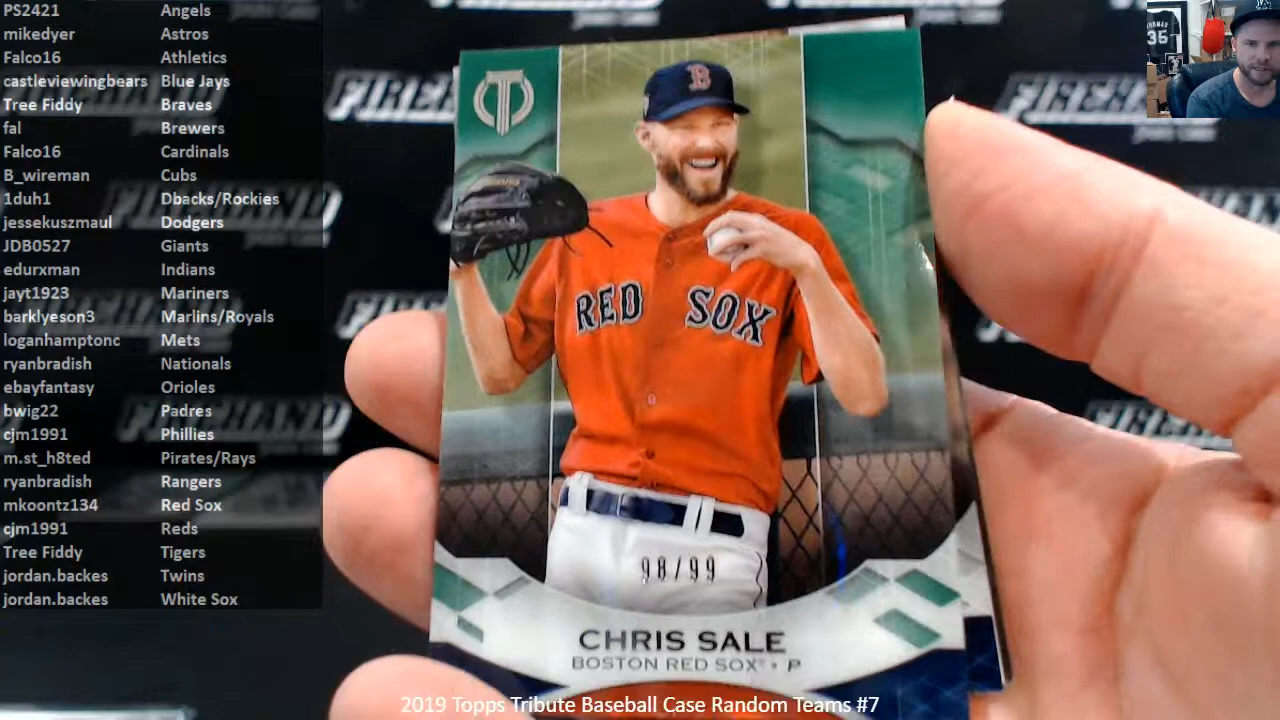 PS2421 Angels
mikedyer Astros
Falco16 Athletics
castleviewingbears Blue Jays
Tree Fiddy Braves
fal Brewers
Falco16 Cardinals
B_wireman Cubs
1duh1 Dbacks/Rockies
jessekuszmaul Dodgers
JDB0527 Giants
edurxman Indians
jayt1923 Mariners
barklyeson3 Marlins/Royals
loganhamptonc Mets
ryanbradish Nationals
ebayfantasy Orioles
bwig22 Padres
cjm1991 Phillies
m.st_h8ted Pirates/Rays
ryanbradish Rangers
mkoontz134 Red Sox
cjm1991 Reds
Tree Fiddy Tigers
jordan.backes Twins
jordan.backes White Sox
T
B
RED SOX
98/99
CHRIS SALE
BOSTON RED SOX • P
FIREHAND
35
2019 Topps Tribute Baseball Case Random Teams #7